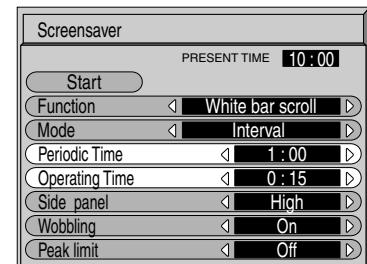 Screensaver
PRESENT TIME 10 : 00
Start
Function White bar scroll
Mode Interval
Periodic Time 1 : 00
Operating Time 0 : 15
Side panel High
Wobbling On
Peak limit Off